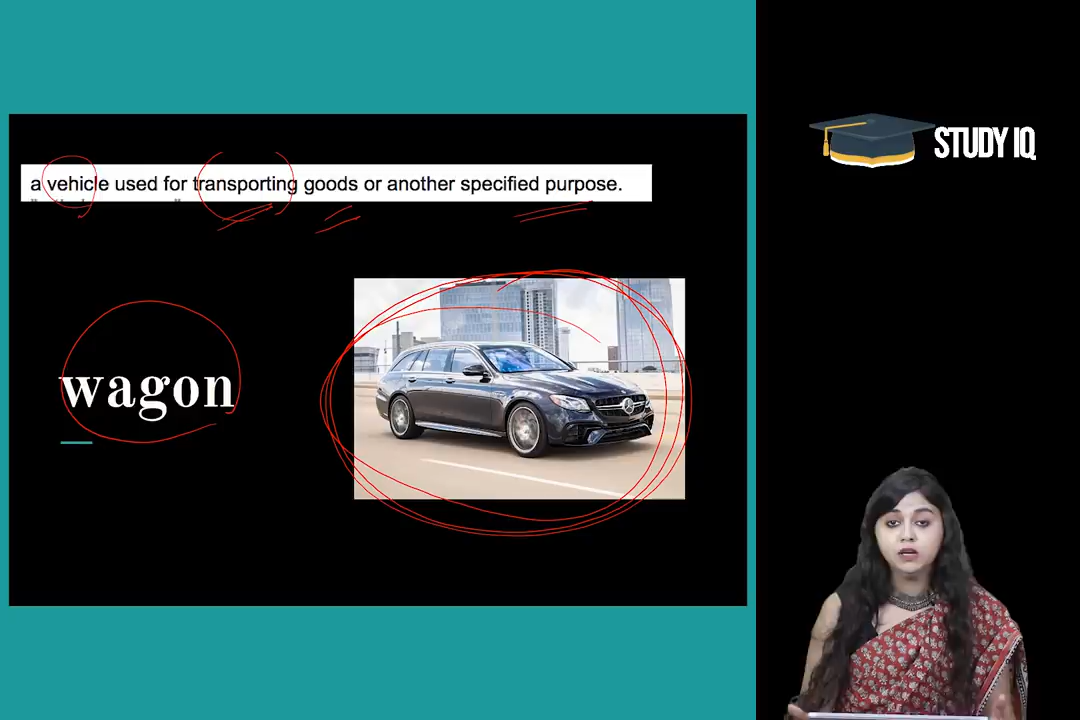 a vehicle used for transporting goods or another specified purpose.
STUDY IQ
wagon